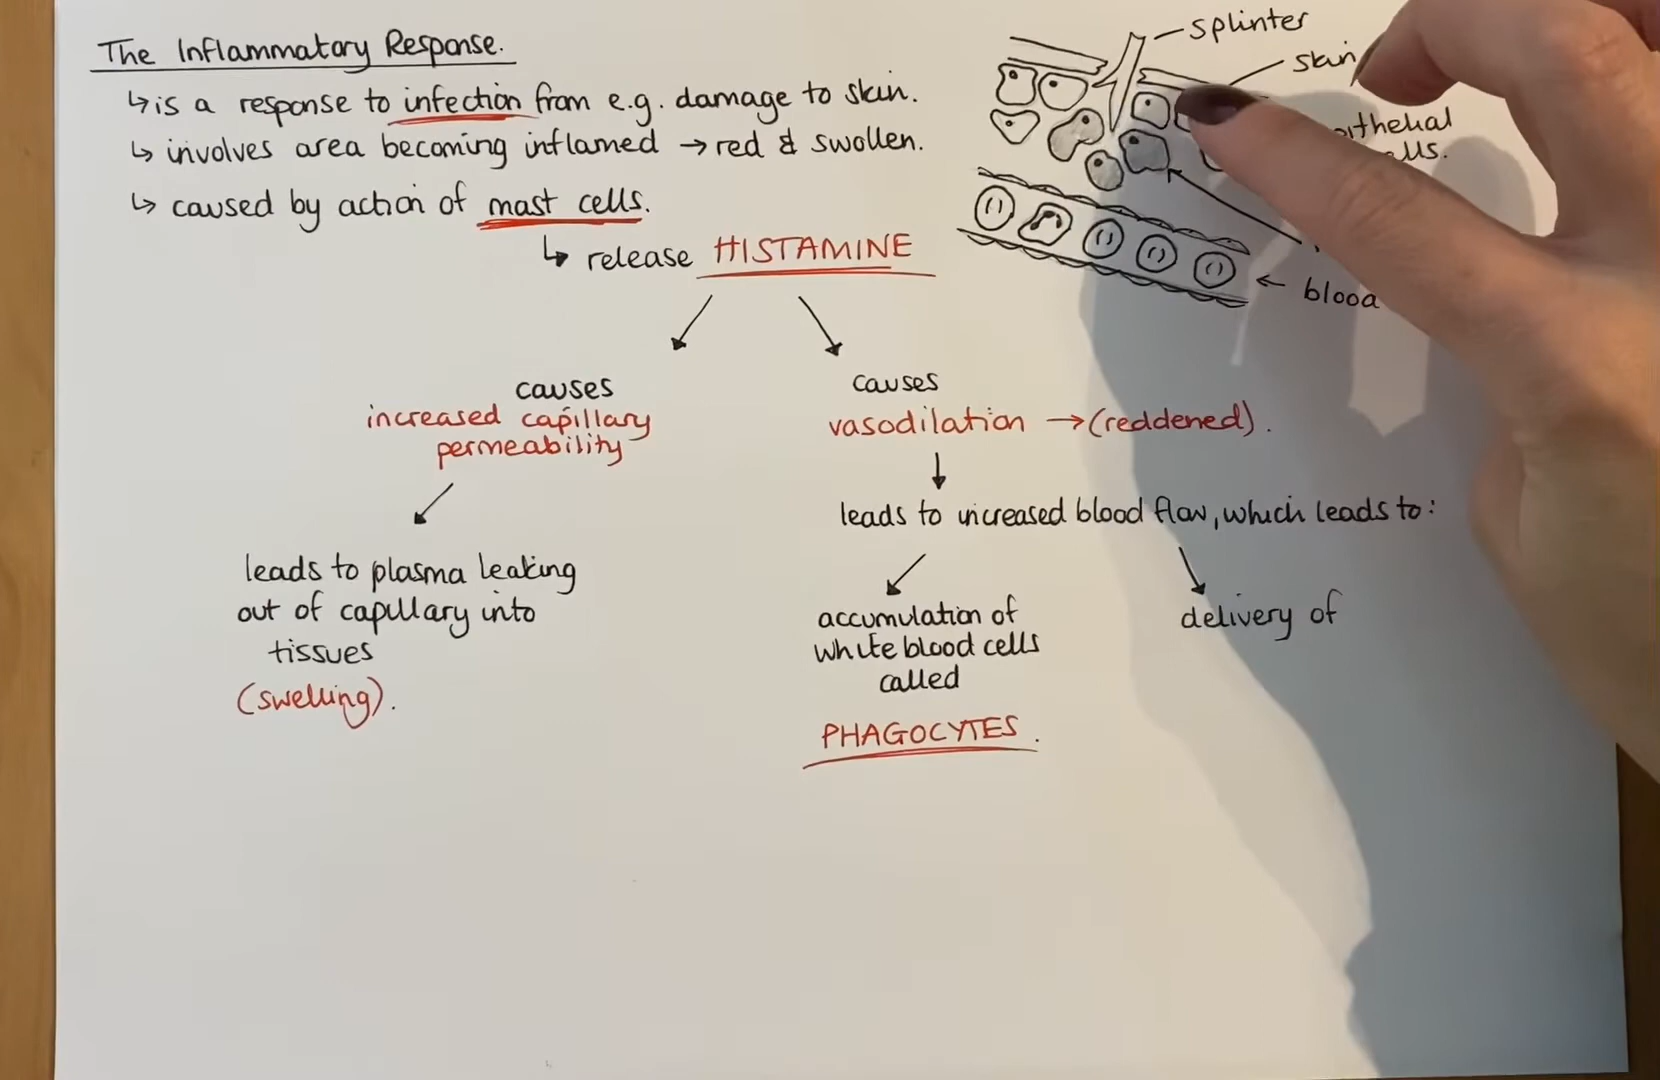 The Inflammatory Response.
↳ is a response to infection from e.g. damage to skin.
↳ involves area becoming inflamed → red & swollen.
↳ caused by action of mast cells.
↳ release HISTAMINE
causes
increased capillary
permeability
leads to plasma leaking
out of capillary into
tissues
(swelling).
causes
vasodilation → (reddened).
leads to increased blood flow, which leads to:
accumulation of
white blood cells
called
PHAGOCYTES.
delivery of
splinter
skin
blood